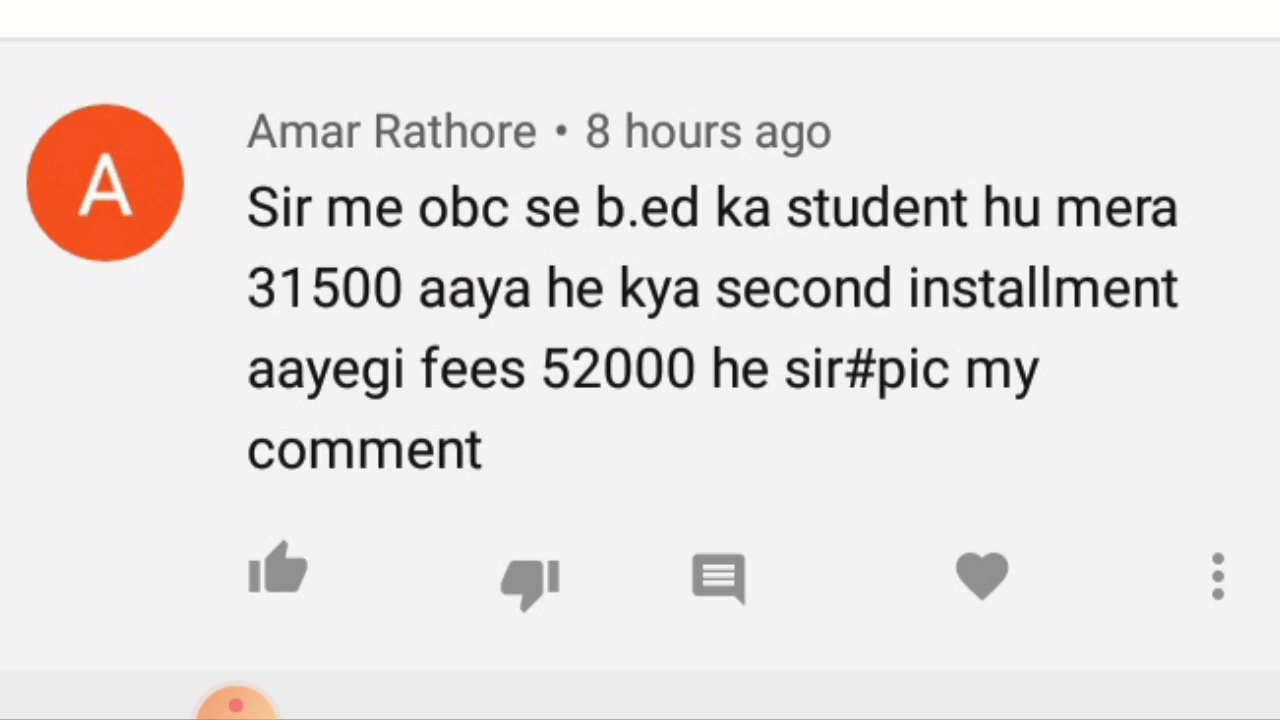 A
Amar Rathore • 8 hours ago
Sir me obc se b.ed ka student hu mera
31500 aaya he kya second installment
aayegi fees 52000 he sir#pic my
comment